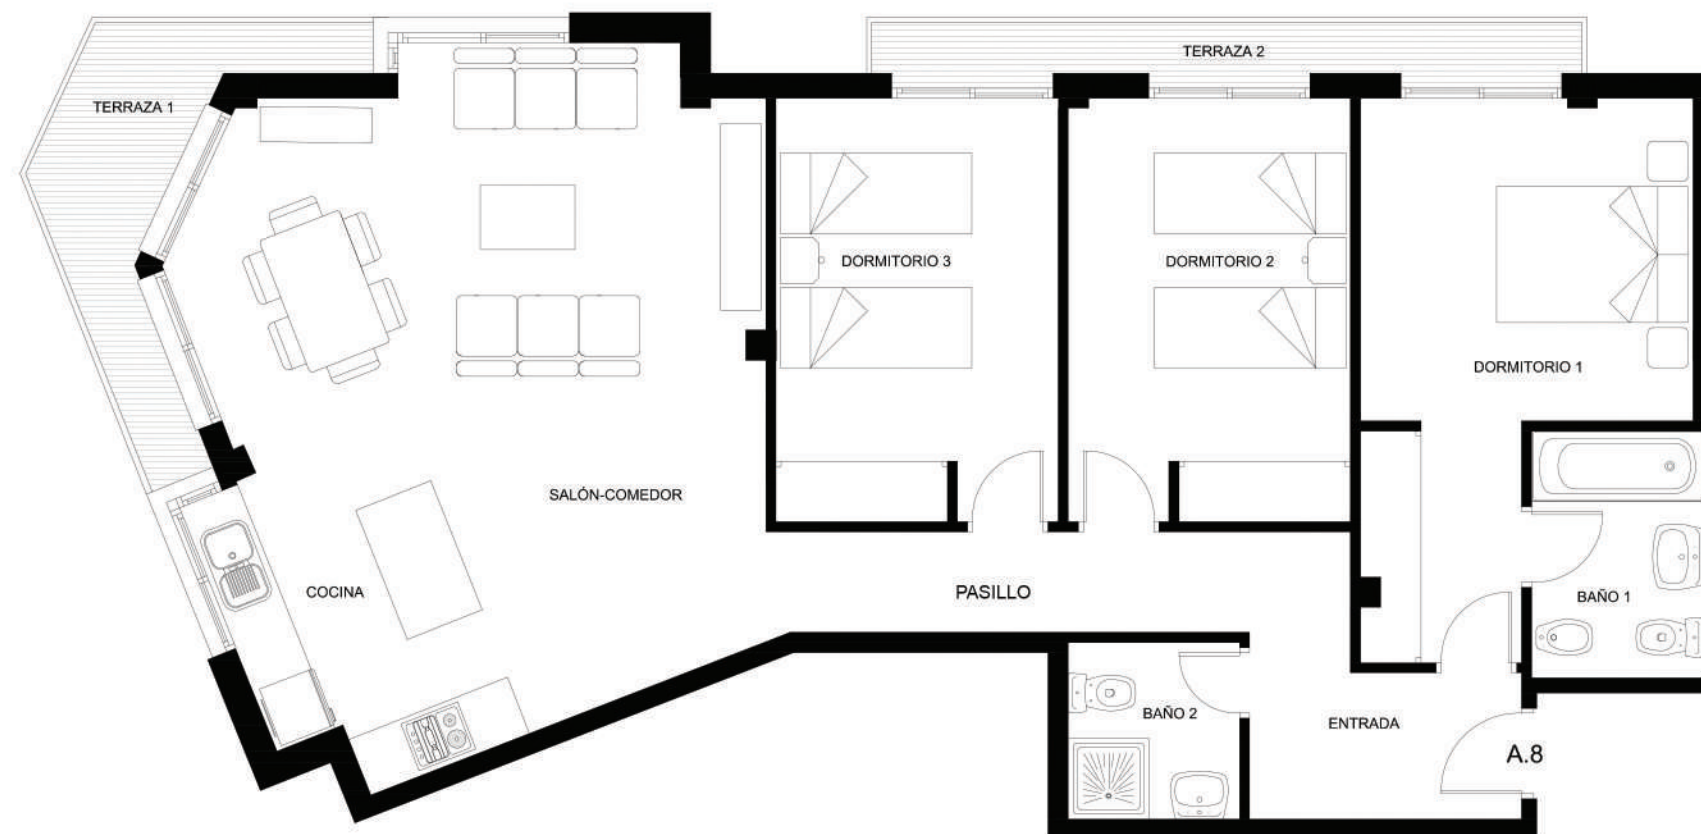 TERRAZA 2
TERRAZA 1
DORMITORIO 3
DORMITORIO 2
DORMITORIO 1
SALÓN-COMEDOR
COCINA
PASILLO
BAÑO 1
BAÑO 2
ENTRADA
A.8